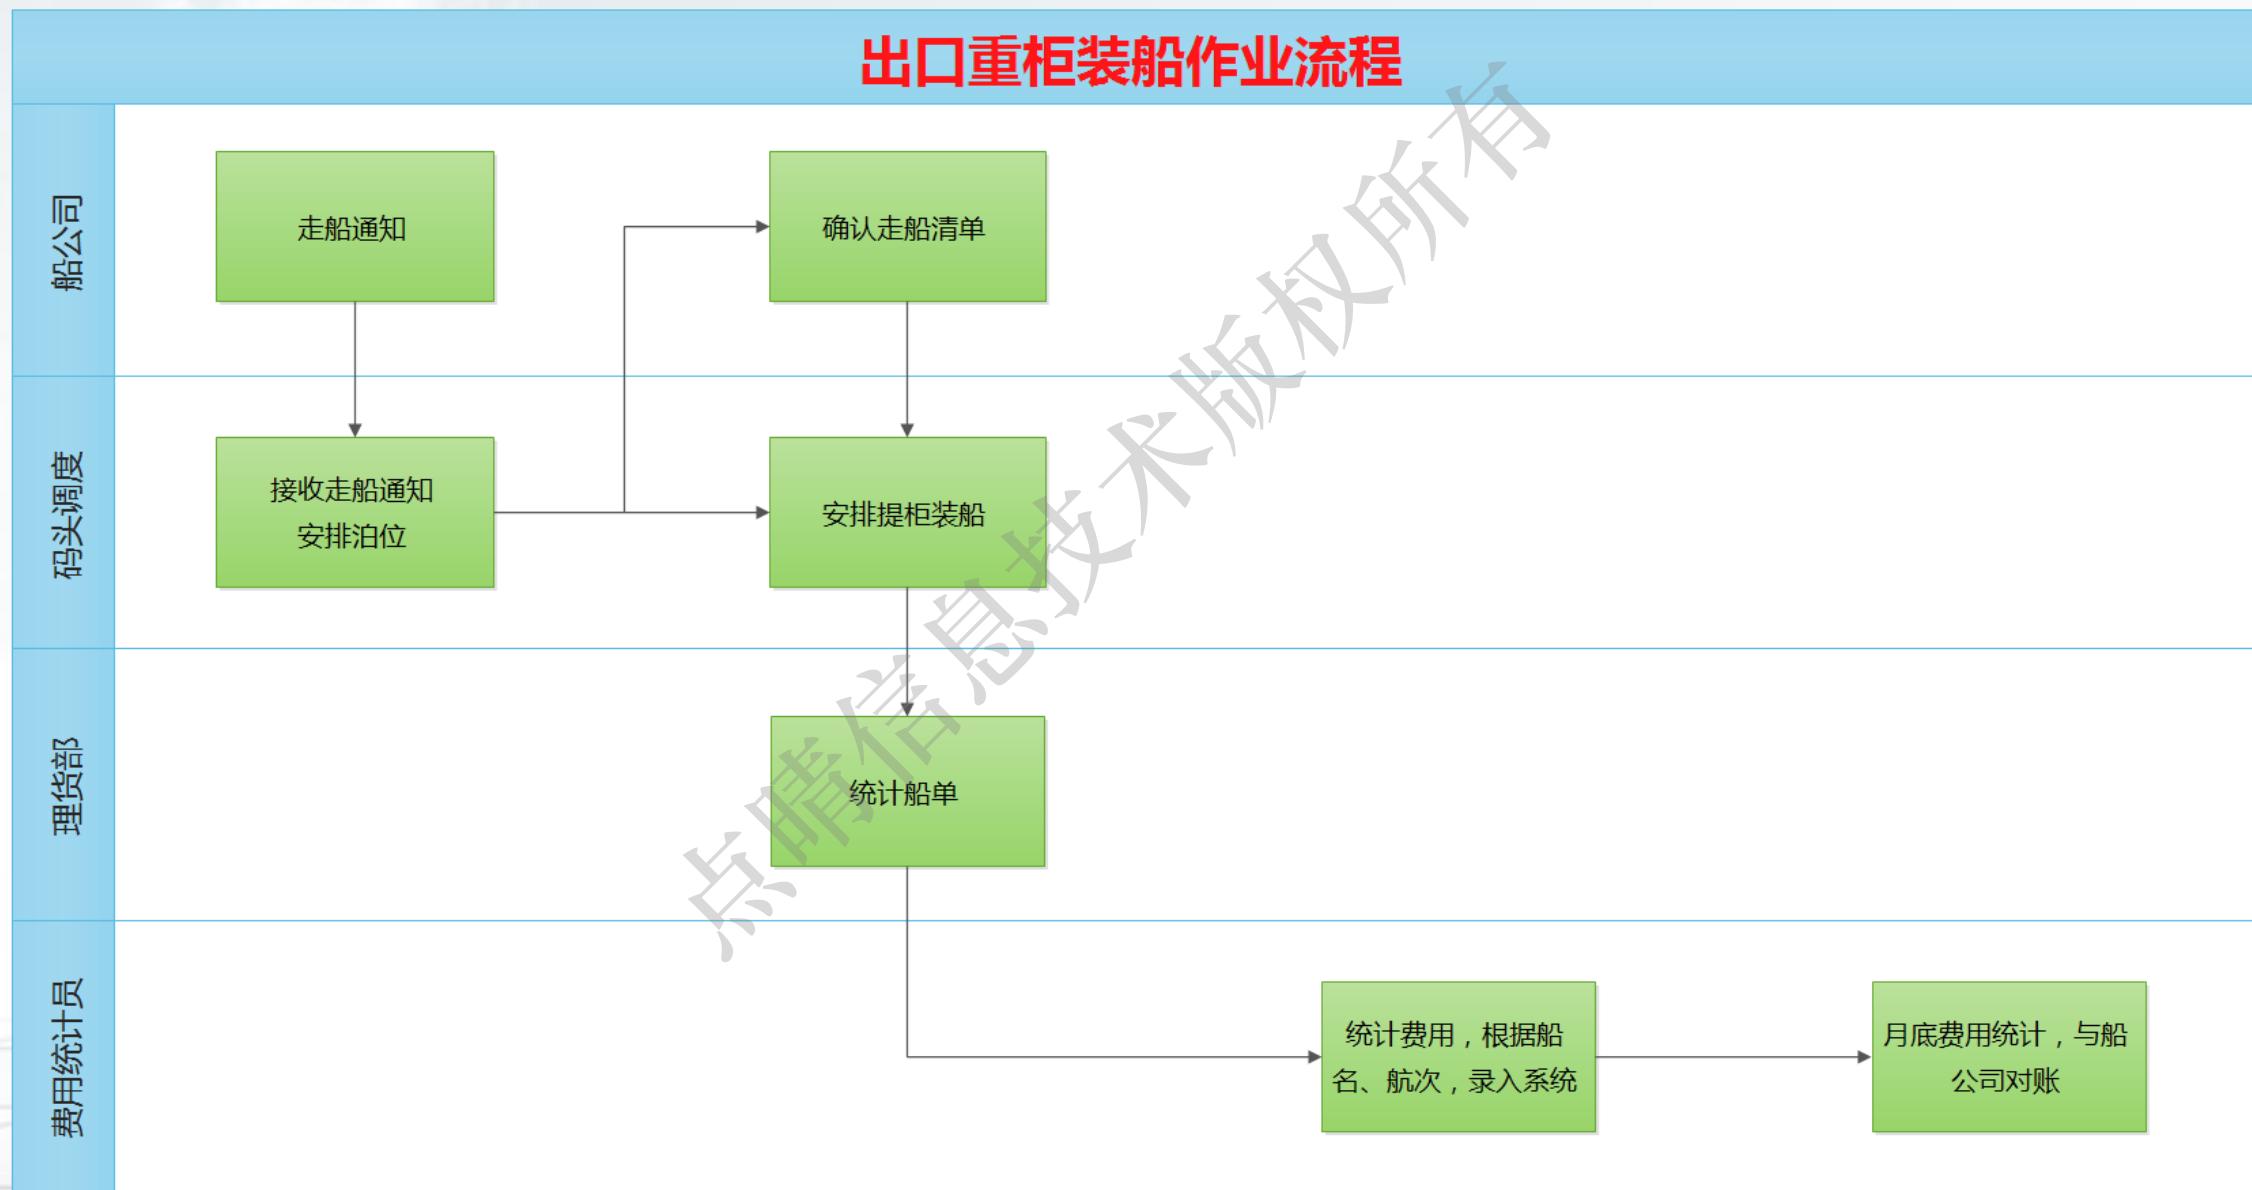 出口重柜装船作业流程
船公司
走船通知
确认走船清单
码头调度
接收走船通知
安排泊位
安排提柜装船
理货部
统计船单
费用统计员
统计费用，根据船
名、航次，录入系统
月底费用统计，与船
公司对账
点晴信息技术版权所有